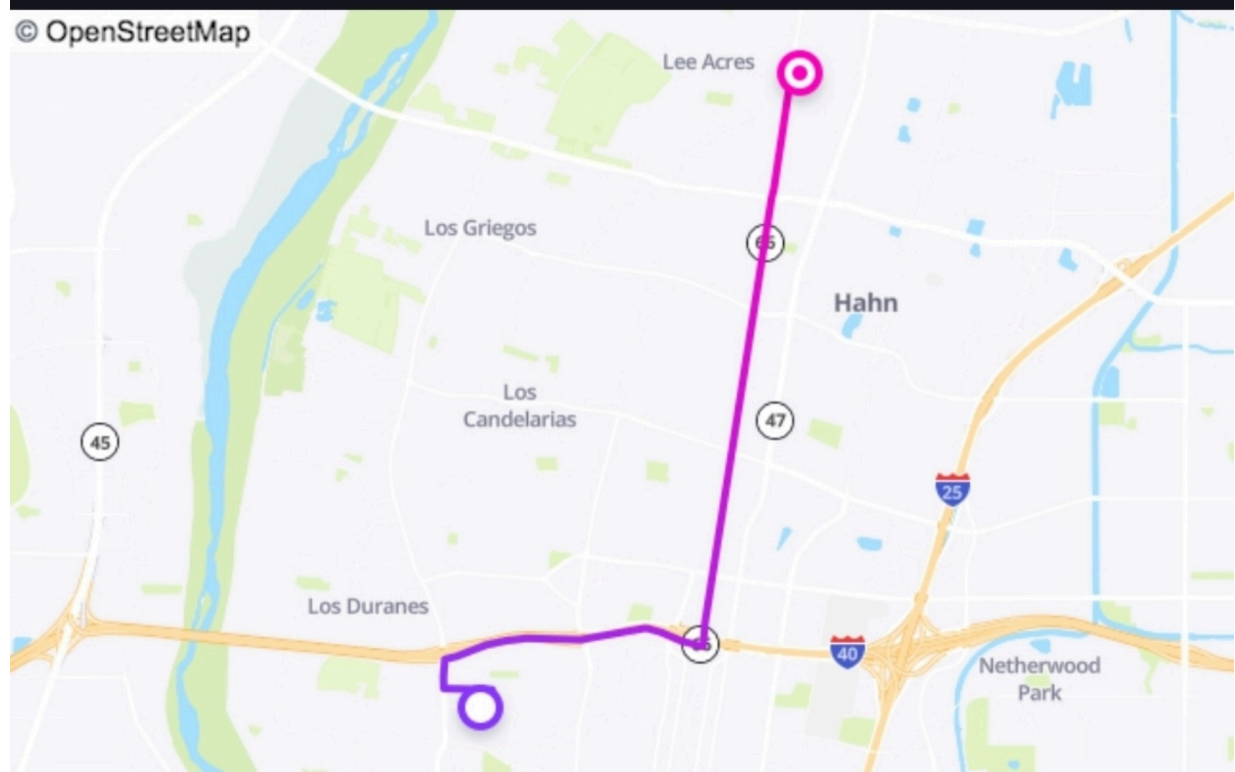 © OpenStreetMap
Lee Acres
Los Griegos
Hahn
Los
Candelarias
47
45
25
Los Duranes
40
Netherwood
Park